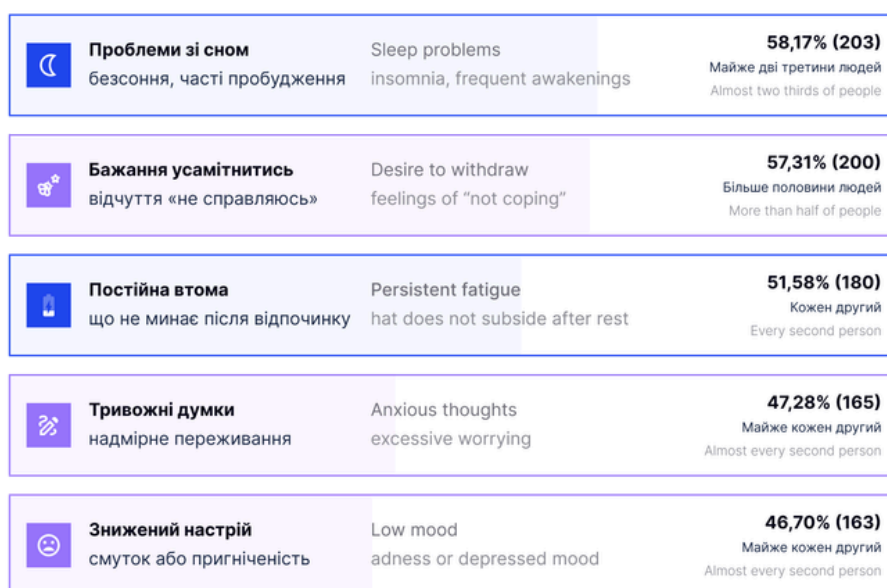 Проблеми зі сном
безсоння, часті пробудження
Sleep problems
insomnia, frequent awakenings
58,17% (203)
Майже дві третини людей
Almost two thirds of people
Бажання усамітнитись
відчуття «не справляюсь»
Desire to withdraw
feelings of “not coping”
57,31% (200)
Більше половини людей
More than half of people
Постійна втома
що не минає після відпочинку
Persistent fatigue
hat does not subside after rest
51,58% (180)
Кожен другий
Every second person
Тривожні думки
надмірне переживання
Anxious thoughts
excessive worrying
47,28% (165)
Майже кожен другий
Almost every second person
Знижений настрій
смуток або пригніченість
Low mood
adness or depressed mood
46,70% (163)
Майже кожен другий
Almost every second person